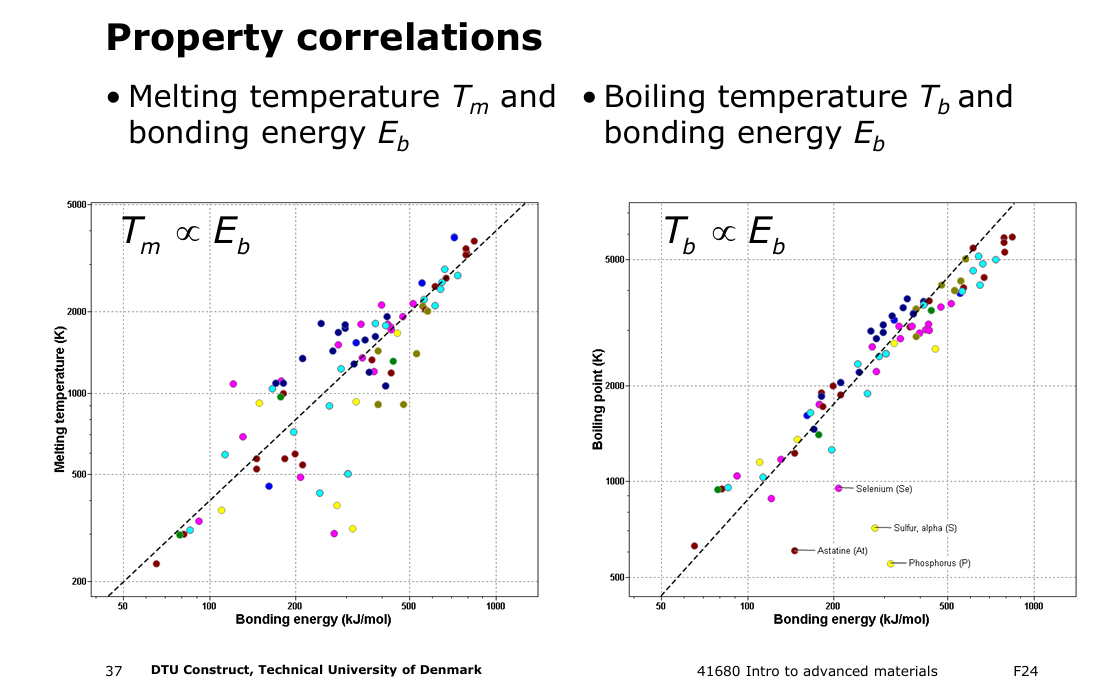 Property correlations
• Melting temperature Tm and
bonding energy Eb
• Boiling temperature Tb and
bonding energy Eb
Tm ∝ Eb
5000
2000
1000
500
200
Melting temperature (K)
50
100
200
500
1000
Bonding energy (kJ/mol)
Tb ∝ Eb
5000
2000
1000
500
Boiling point (K)
Selenium (Se)
Sulfur, alpha (S)
Astatine (At)
Phosphorus (P)
50
100
200
500
1000
Bonding energy (kJ/mol)
37 DTU Construct, Technical University of Denmark 41680 Intro to advanced materials F24